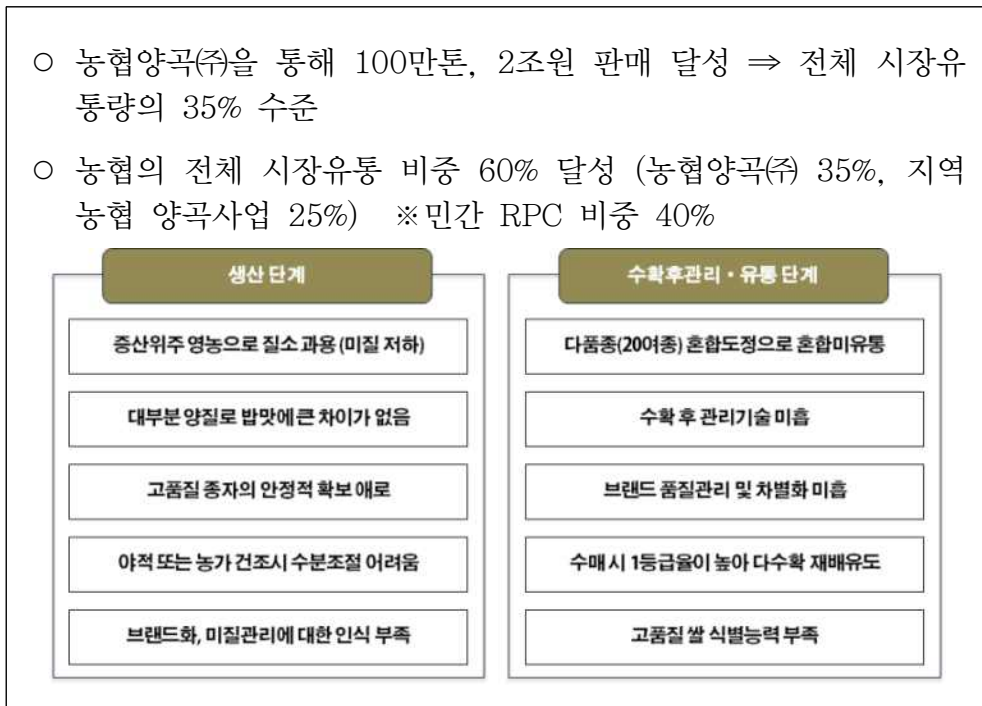 ○ 농협양곡㈜을 통해 100만톤, 2조원 판매 달성 ⇒ 전체 시장유
통량의 35% 수준
○ 농협의 전체 시장유통 비중 60% 달성 (농협양곡㈜ 35%, 지역
농협 양곡사업 25%) ※민간 RPC 비중 40%
생산 단계
증산위주 영농으로 질소 과용 (미질 저하)
대부분 양질로 밥맛에 큰 차이가 없음
고품질 종자의 안정적 확보 애로
야적 또는 농가 건조시 수분조절 어려움
브랜드화, 미질관리에 대한 인식 부족
수확후관리・유통 단계
다품종(20여종) 혼합도정으로 혼합미유통
수확 후 관리기술 미흡
브랜드 품질관리 및 차별화 미흡
수매 시 1등급율이 높아 다수확 재배유도
고품질 쌀 식별능력 부족